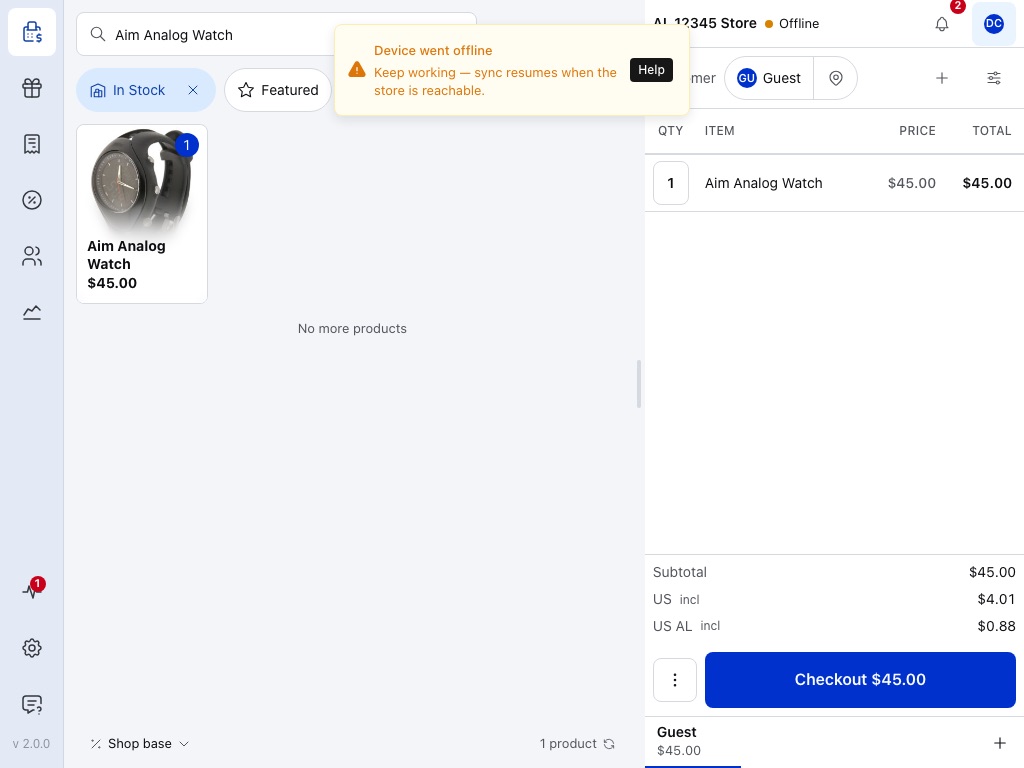 Aim Analog Watch
In Stock
Featured
1
Aim Analog
Watch
$45.00
No more products
Device went offline
Keep working — sync resumes when the
store is reachable.
Help
12345 Store
Offline
2
DC
GU
Guest
QTY
ITEM
PRICE
TOTAL
1
Aim Analog Watch
$45.00
$45.00
Subtotal
$45.00
US incl
$4.01
US AL incl
$0.88
Checkout $45.00
Guest
$45.00
1
v 2.0.0
Shop base
1 product